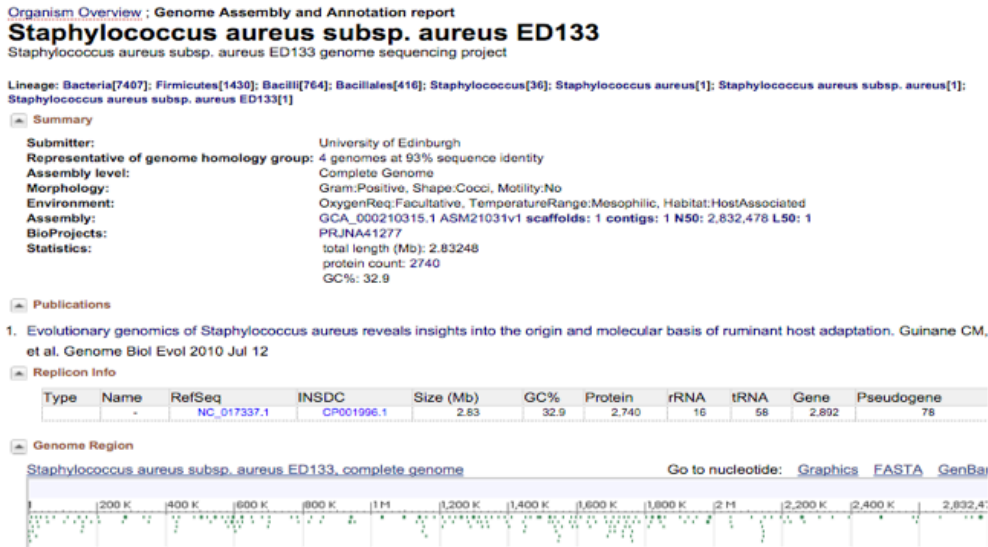 Organism Overview ; Genome Assembly and Annotation report
Staphylococcus aureus subsp. aureus ED133
Staphylococcus aureus subsp. aureus ED133 genome sequencing project
Lineage: Bacteria[7407]; Firmicutes[1430]; Bacilli[764]; Bacillales[416]; Staphylococcus[36]; Staphylococcus aureus[1]; Staphylococcus aureus subsp. aureus[1];
Staphylococcus aureus subsp. aureus ED133[1]
Summary
Submitter: University of Edinburgh
Representative of genome homology group: 4 genomes at 93% sequence identity
Assembly level: Complete Genome
Morphology: Gram:Positive, Shape:Cocci, Motility:No
Environment: OxygenReq:Facultative, TemperatureRange:Mesophilic, Habitat:HostAssociated
Assembly: GCA_000210315.1 ASM21031v1 scaffolds: 1 contigs: 1 N50: 2,832,478 L50: 1
BioProjects: PRJNA41277
Statistics: total length (Mb): 2.83248
protein count: 2740
GC%: 32.9
Publications
1. Evolutionary genomics of Staphylococcus aureus reveals insights into the origin and molecular basis of ruminant host adaptation. Guinane CM,
et al. Genome Biol Evol 2010 Jul 12
Replicon Info
Type Name RefSeq INSDC Size (Mb) GC% Protein rRNA tRNA Gene Pseudogene
- NC_017337.1 CP001996.1 2.83 32.9 2,740 16 58 2,892 78
Genome Region
Staphylococcus aureus subsp. aureus ED133, complete genome Go to nucleotide: Graphics FASTA GenBan
200 K 400 K 600 K 800 K 1 M 1,200 K 1,400 K 1,600 K 1,800 K 2 M 2,200 K 2,400 K 2,832,47